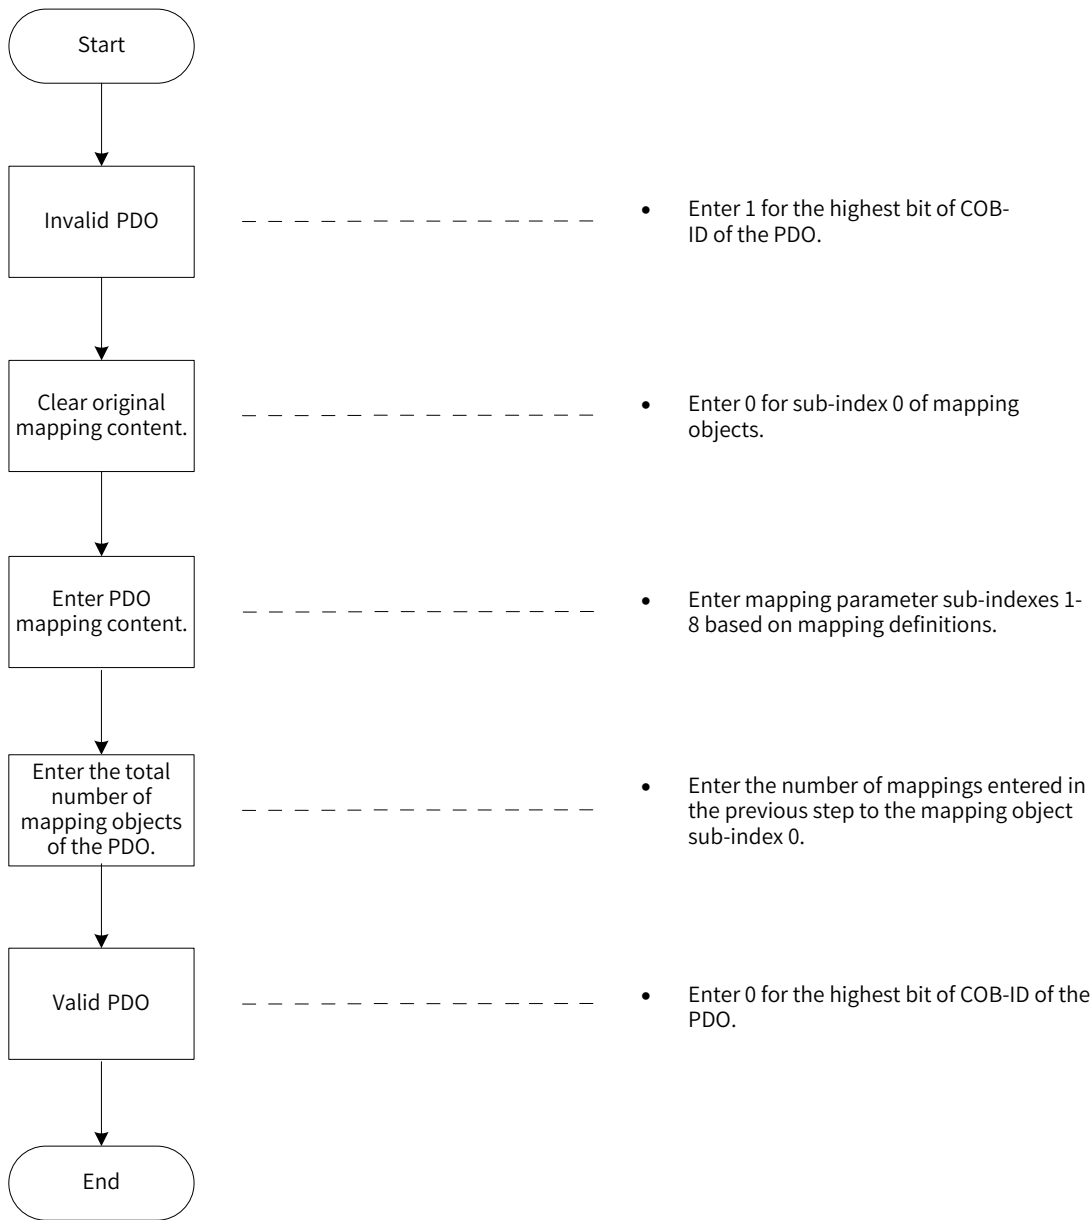 Start
Invalid PDO
• Enter 1 for the highest bit of COB-
ID of the PDO.
Clear original
mapping content.
• Enter 0 for sub-index 0 of mapping
objects.
Enter PDO
mapping content.
• Enter mapping parameter sub-indexes 1-
8 based on mapping definitions.
Enter the total
number of
mapping objects
of the PDO.
• Enter the number of mappings entered in
the previous step to the mapping object
sub-index 0.
Valid PDO
• Enter 0 for the highest bit of COB-ID of the
PDO.
End